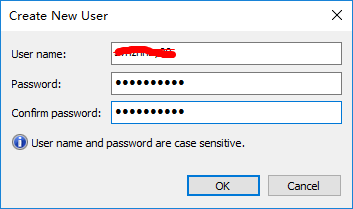 Create New User
User name:
Password:
●●●●●●●●●●
Confirm password:
●●●●●●●●●●
User name and password are case sensitive.
OK
Cancel